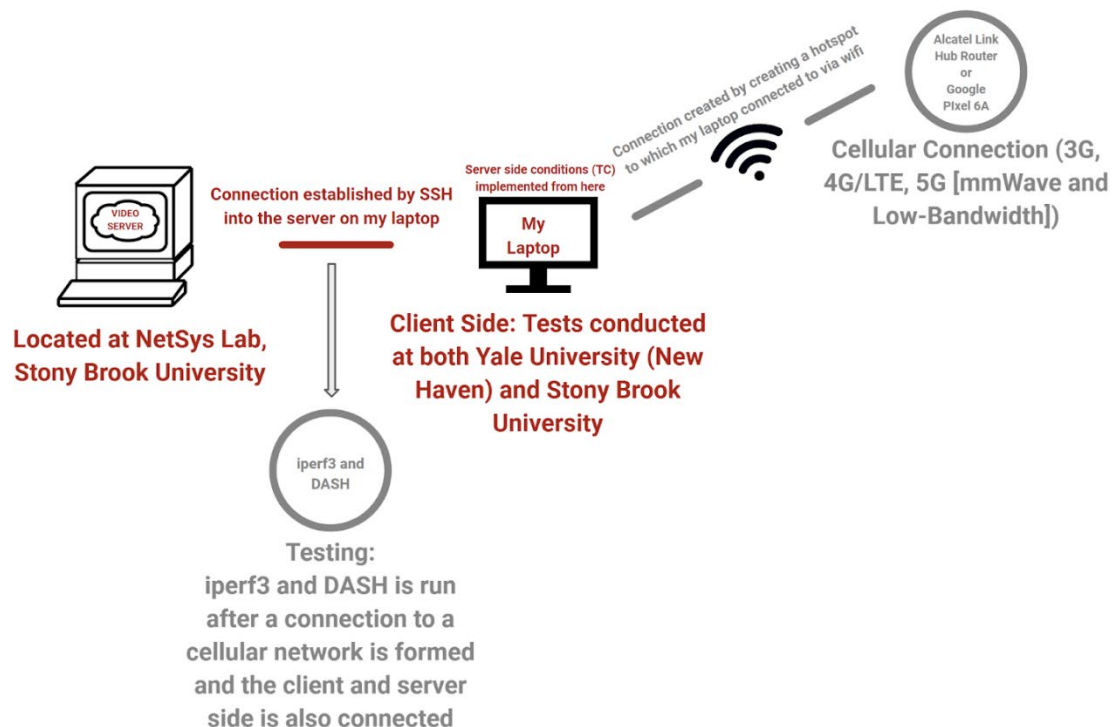 VIDEO
SERVER
Located at NetSys Lab,
Stony Brook University
Connection established by SSH
into the server on my laptop
Server side conditions (TC)
implemented from here
My
Laptop
Client Side: Tests conducted
at both Yale University (New
Haven) and Stony Brook
University
Connection created by creating a hotspot
to which my laptop connected to via wifi
Alcatel Link
Hub Router
or
Google
PIxel 6A
Cellular Connection (3G,
4G/LTE, 5G [mmWave and
Low-Bandwidth])
iperf3 and
DASH
Testing:
iperf3 and DASH is run
after a connection to a
cellular network is formed
and the client and server
side is also connected